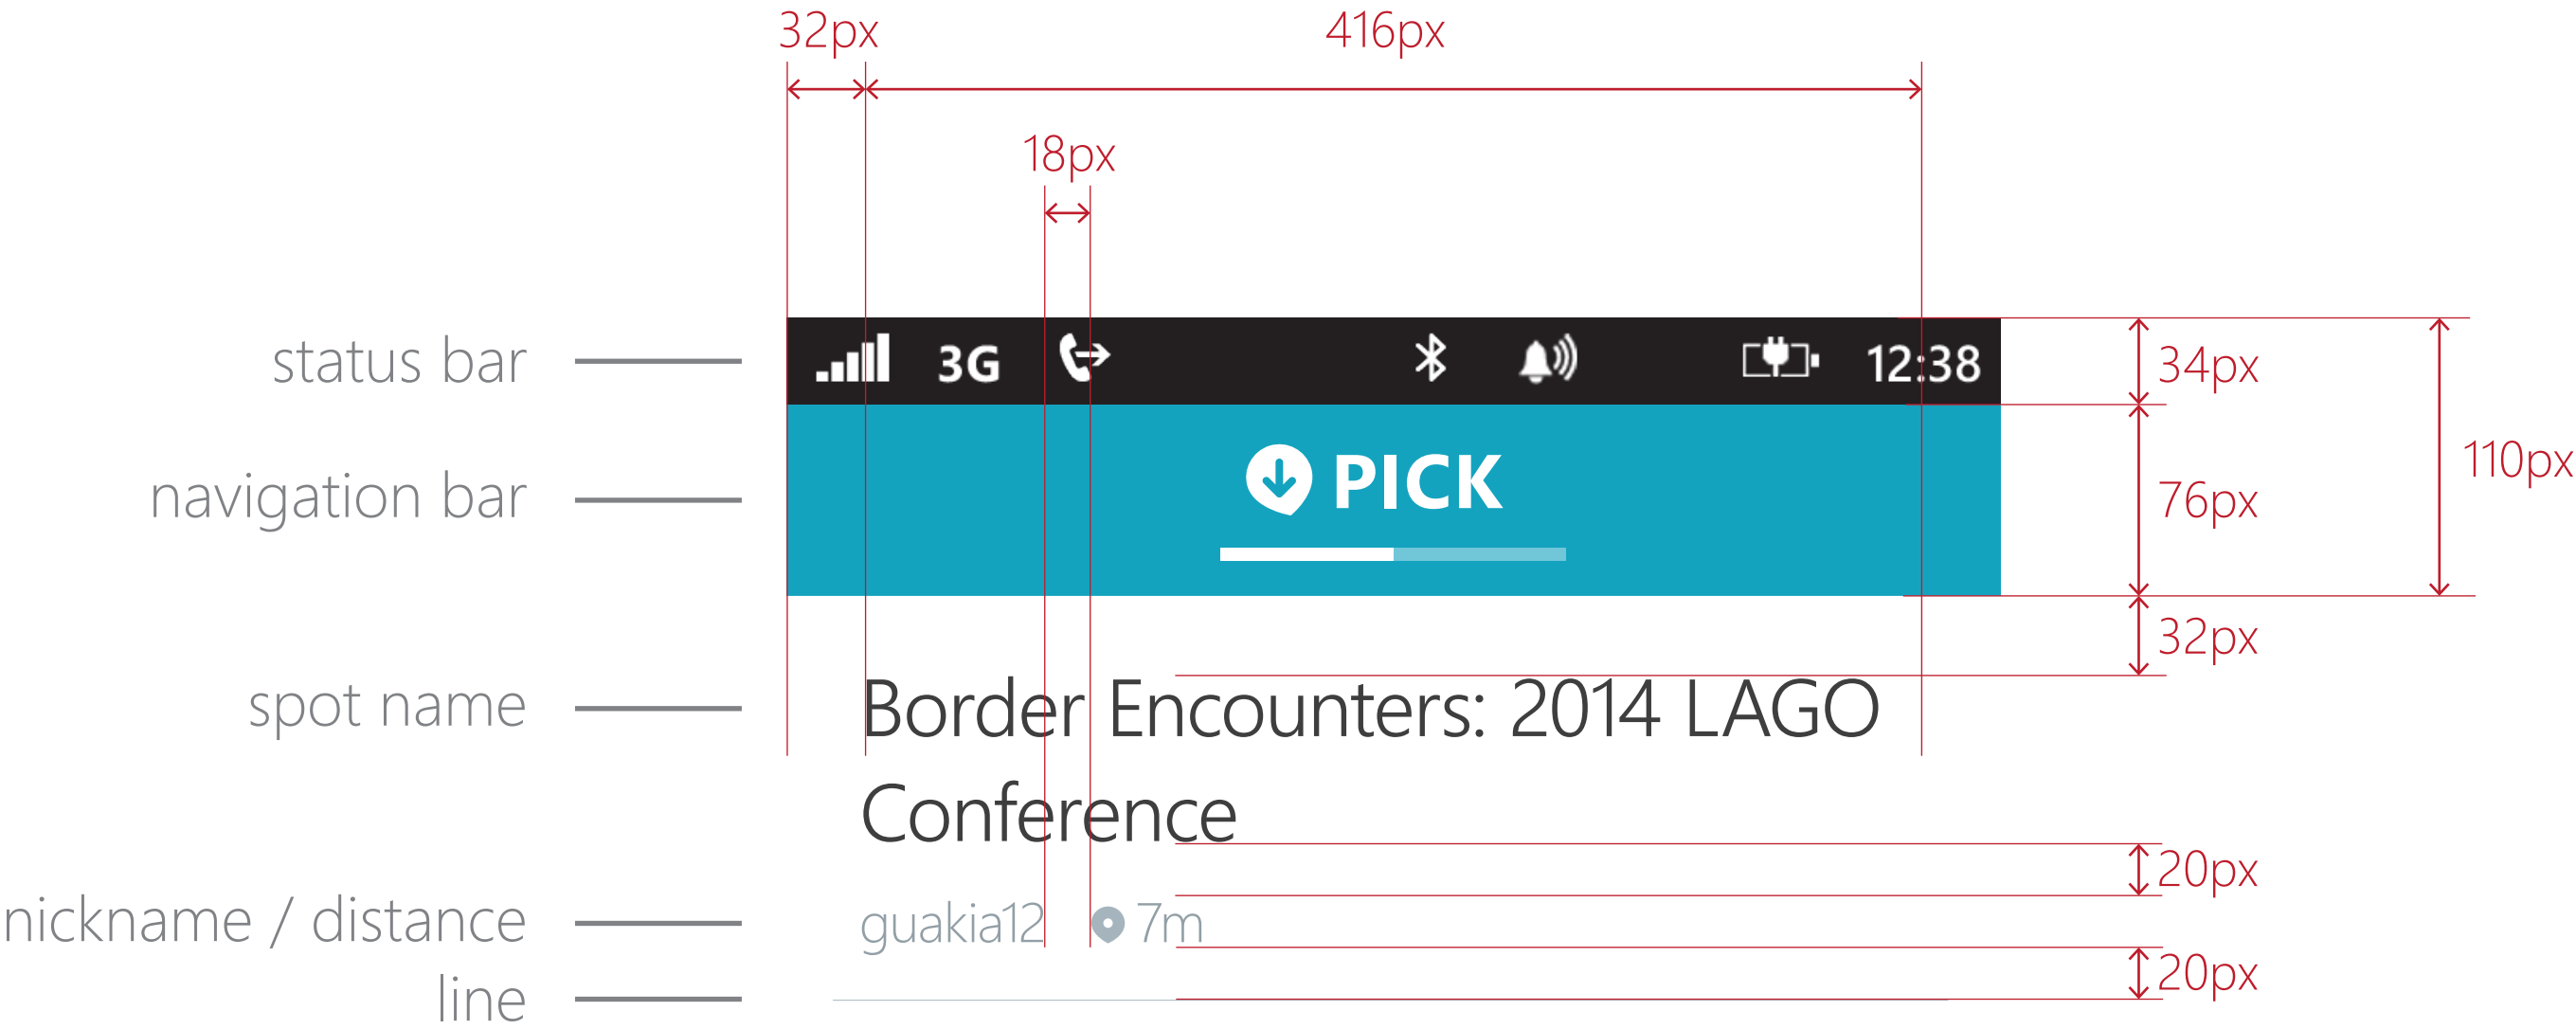 32px 416px
18px
status bar 3G 12:38 34px
navigation bar PICK 76px 110px
32px
spot name Border Encounters: 2014 LAGO
Conference
20px
nickname / distance guakia12 7m
line 20px